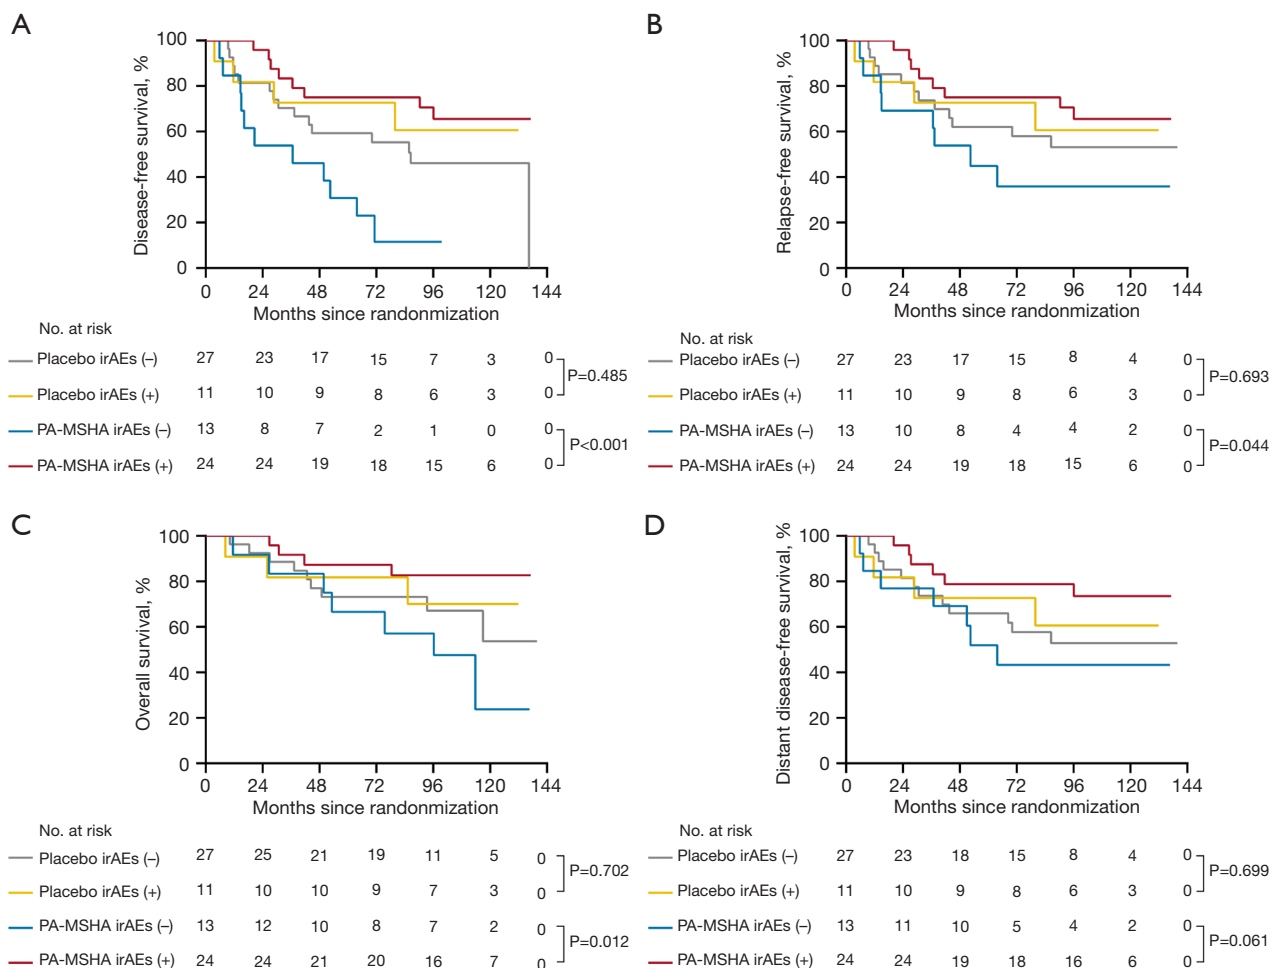 A
Disease-free survival, %
100
80
60
40
20
0
0 24 48 72 96 120 144
Months since randonmization
No. at risk
Placebo irAEs (–) 27 23 17 15 7 3 0
Placebo irAEs (+) 11 10 9 8 6 3 0
P=0.485
PA-MSHA irAEs (–) 13 8 7 2 1 0 0
PA-MSHA irAEs (+) 24 24 19 18 15 6 0
P<0.001
B
Relapse-free survival, %
100
80
60
40
20
0
0 24 48 72 96 120 144
Months since randonmization
No. at risk
Placebo irAEs (–) 27 23 17 15 8 4 0
Placebo irAEs (+) 11 10 9 8 6 3 0
P=0.693
PA-MSHA irAEs (–) 13 10 8 4 4 2 0
PA-MSHA irAEs (+) 24 24 19 18 15 6 0
P=0.044
C
Overall survival, %
100
80
60
40
20
0
0 24 48 72 96 120 144
Months since randonmization
No. at risk
Placebo irAEs (–) 27 25 21 19 11 5 0
Placebo irAEs (+) 11 10 10 9 7 3 0
P=0.702
PA-MSHA irAEs (–) 13 12 10 8 7 2 0
PA-MSHA irAEs (+) 24 24 21 20 16 7 0
P=0.012
D
Distant disease-free survival, %
100
80
60
40
20
0
0 24 48 72 96 120 144
Months since randonmization
No. at risk
Placebo irAEs (–) 27 23 18 15 8 4 0
Placebo irAEs (+) 11 10 9 8 6 3 0
P=0.699
PA-MSHA irAEs (–) 13 11 10 5 4 2 0
PA-MSHA irAEs (+) 24 24 19 18 16 6 0
P=0.061